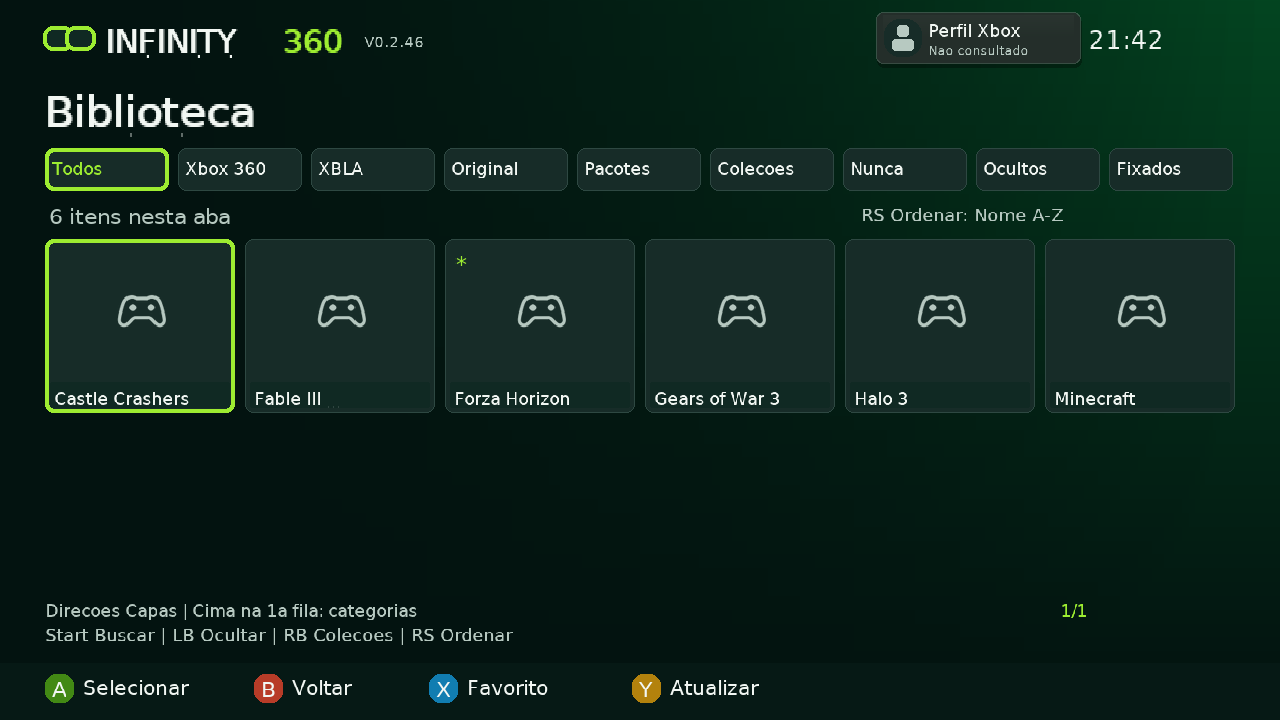 INFINITY 360 V0.2.46
Perfil Xbox
Nao consultado
21:42
Biblioteca
Todos Xbox 360 XBLA Original Pacotes Colecoes Nunca Ocultos Fixados
6 itens nesta aba RS Ordenar: Nome A-Z
*
Castle Crashers Fable III Forza Horizon Gears of War 3 Halo 3 Minecraft
Direcoes Capas | Cima na 1a fila: categorias 1/1
Start Buscar | LB Ocultar | RB Colecoes | RS Ordenar
A Selecionar B Voltar X Favorito Y Atualizar